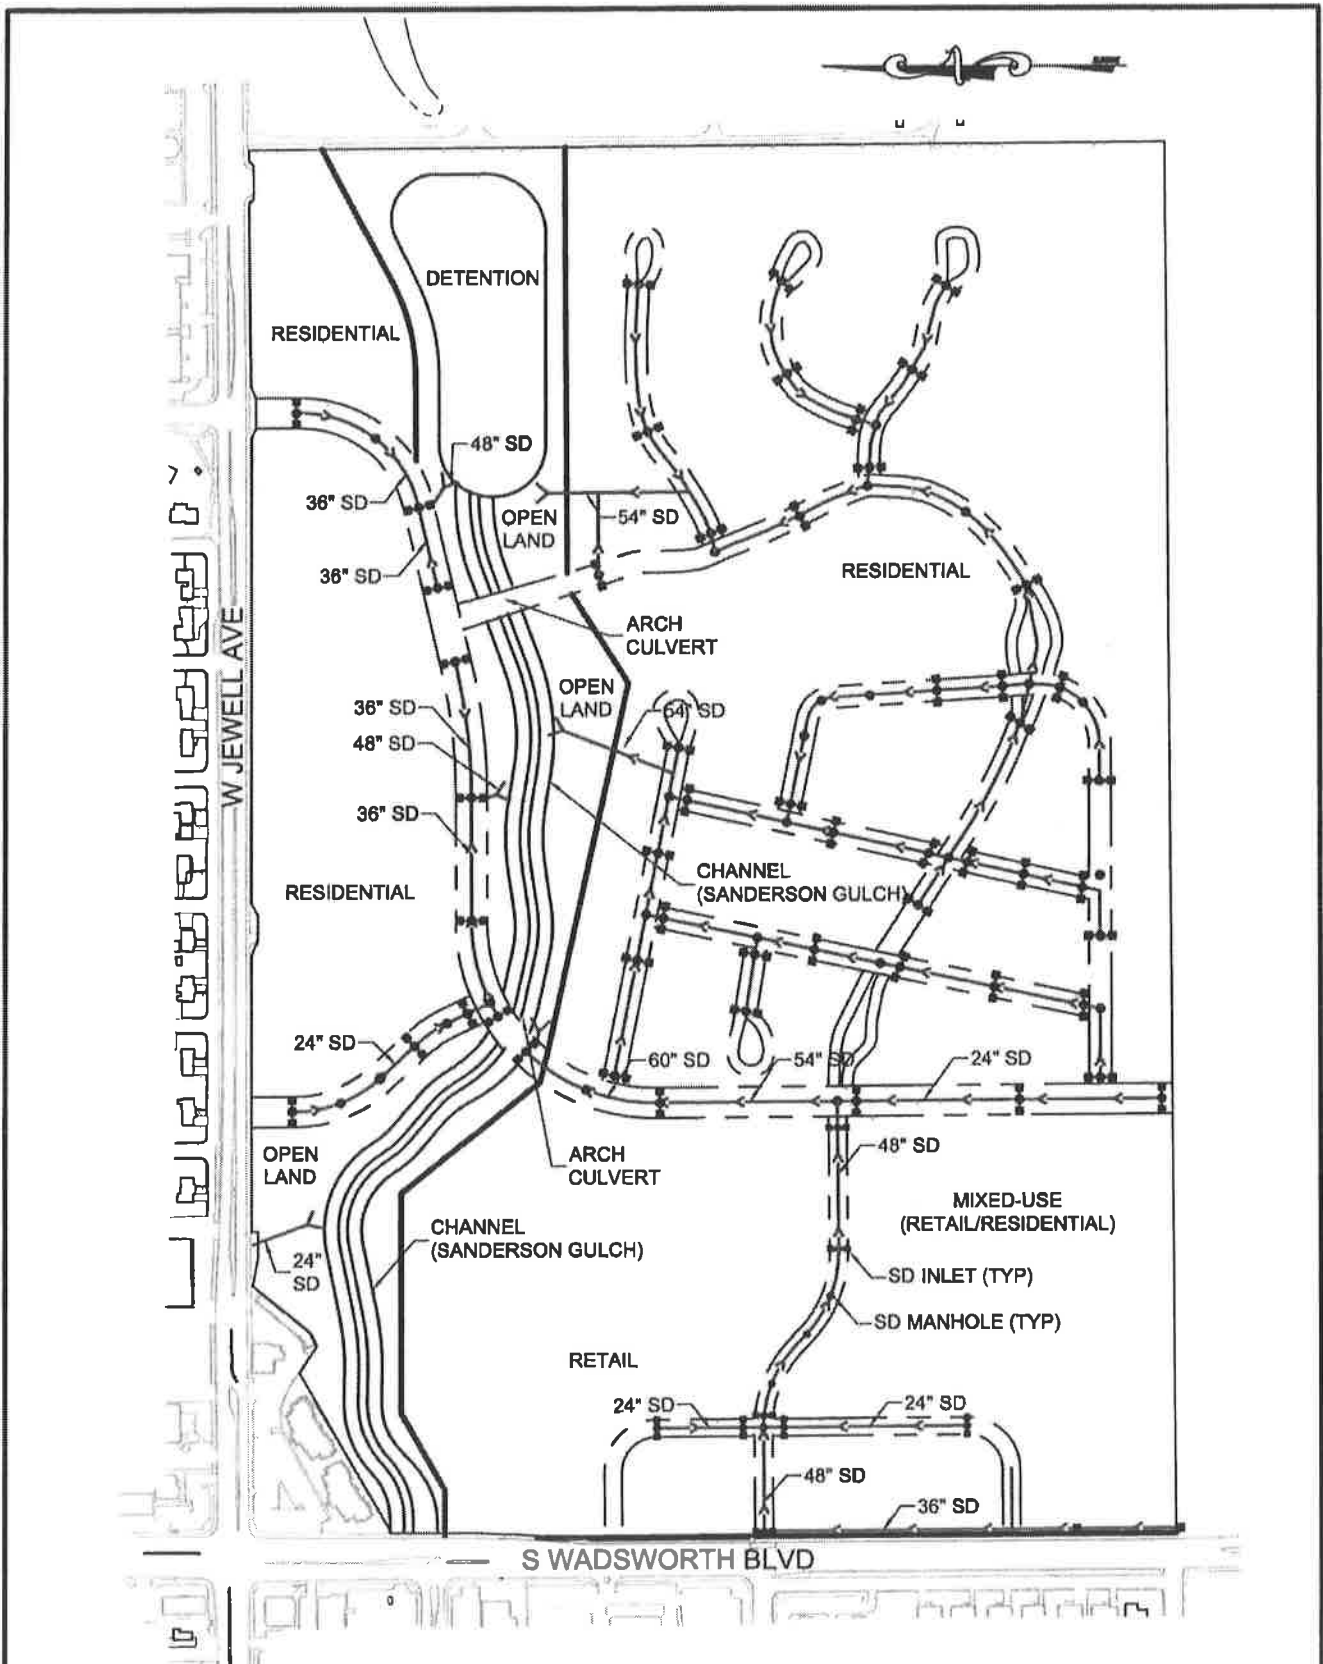 DETENTION
RESIDENTIAL
48" SD
36" SD
OPEN
LAND
54" SD
36" SD
RESIDENTIAL
ARCH
CULVERT
W JEWELL AVE
OPEN
LAND
36" SD
54" SD
48" SD
36" SD
CHANNEL
(SANDERSON GULCH)
RESIDENTIAL
24" SD
60" SD
54" SD
24" SD
OPEN
LAND
ARCH
CULVERT
48" SD
MIXED-USE
(RETAIL/RESIDENTIAL)
CHANNEL
(SANDERSON GULCH)
24"
SD
SD INLET (TYP)
SD MANHOLE (TYP)
RETAIL
24" SD
24" SD
48" SD
36" SD
S WADSWORTH BLVD